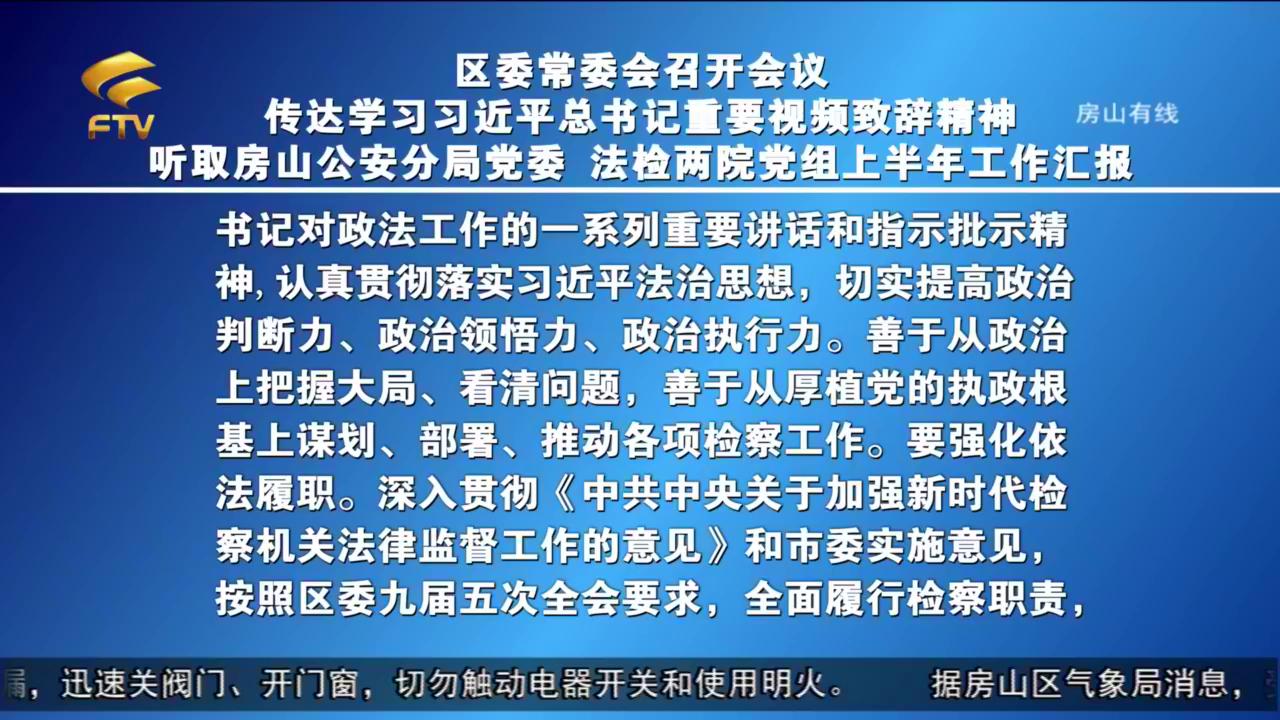 区委常委会召开会议
传达学习习近平总书记重要视频致辞精神
听取房山公安分局党委 法检两院党组上半年工作汇报
FTV
房山有线
书记对政法工作的一系列重要讲话和指示批示精
神,认真贯彻落实习近平法治思想，切实提高政治
判断力、政治领悟力、政治执行力。善于从政治
上把握大局、看清问题，善于从厚植党的执政根
基上谋划、部署、推动各项检察工作。要强化依
法履职。深入贯彻《中共中央关于加强新时代检
察机关法律监督工作的意见》和市委实施意见，
按照区委九届五次全会要求，全面履行检察职责，
漏，迅速关阀门、开门窗，切勿触动电器开关和使用明火。 据房山区气象局消息，